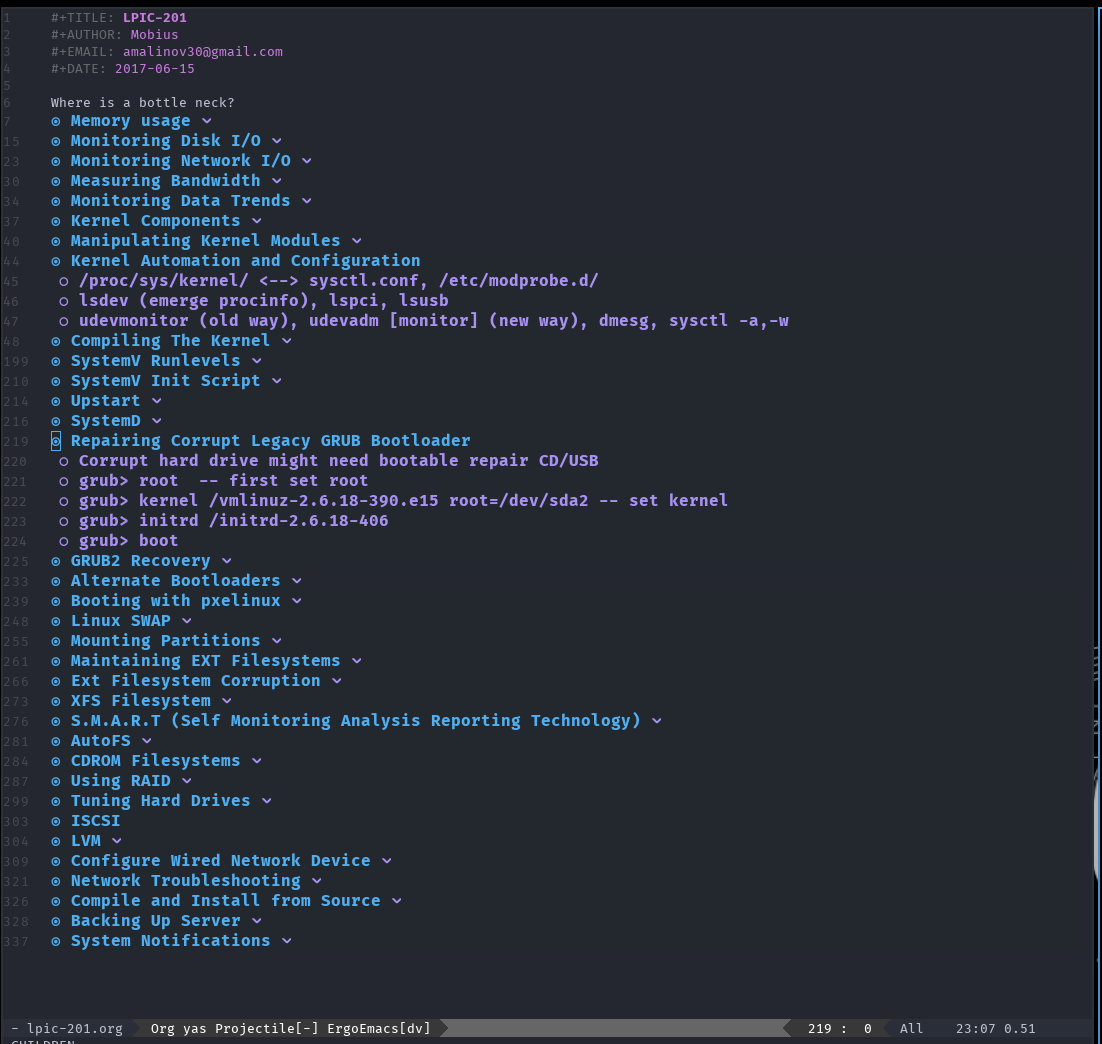 1 #+TITLE: LPIC-201
2 #+AUTHOR: Mobius
3 #+EMAIL: amalinov30@gmail.com
4 #+DATE: 2017-06-15
5
6 Where is a bottle neck?
7 Memory usage
15 Monitoring Disk I/O
23 Monitoring Network I/O
30 Measuring Bandwidth
34 Monitoring Data Trends
37 Kernel Components
40 Manipulating Kernel Modules
44 Kernel Automation and Configuration
45 /proc/sys/kernel/ <--> sysctl.conf, /etc/modprobe.d/
46 lsdev (emerge procinfo), lspci, lsusb
47 udevmonitor (old way), udevadm [monitor] (new way), dmesg, sysctl -a,-w
48 Compiling The Kernel
199 SystemV Runlevels
210 SystemV Init Script
214 Upstart
216 SystemD
219 Repairing Corrupt Legacy GRUB Bootloader
220 Corrupt hard drive might need bootable repair CD/USB
221 grub> root  -- first set root
222 grub> kernel /vmlinuz-2.6.18-390.e15 root=/dev/sda2 -- set kernel
223 grub> initrd /initrd-2.6.18-406
224 grub> boot
225 GRUB2 Recovery
233 Alternate Bootloaders
239 Booting with pxelinux
248 Linux SWAP
255 Mounting Partitions
261 Maintaining EXT Filesystems
266 Ext Filesystem Corruption
273 XFS Filesystem
276 S.M.A.R.T (Self Monitoring Analysis Reporting Technology)
281 AutoFS
284 CDROM Filesystems
287 Using RAID
299 Tuning Hard Drives
303 ISCSI
304 LVM
309 Configure Wired Network Device
321 Network Troubleshooting
326 Compile and Install from Source
328 Backing Up Server
337 System Notifications
- lpic-201.org Org yas Projectile[-] ErgoEmacs[dv] 219 : 0 All 23:07 0.51
CHILDREN